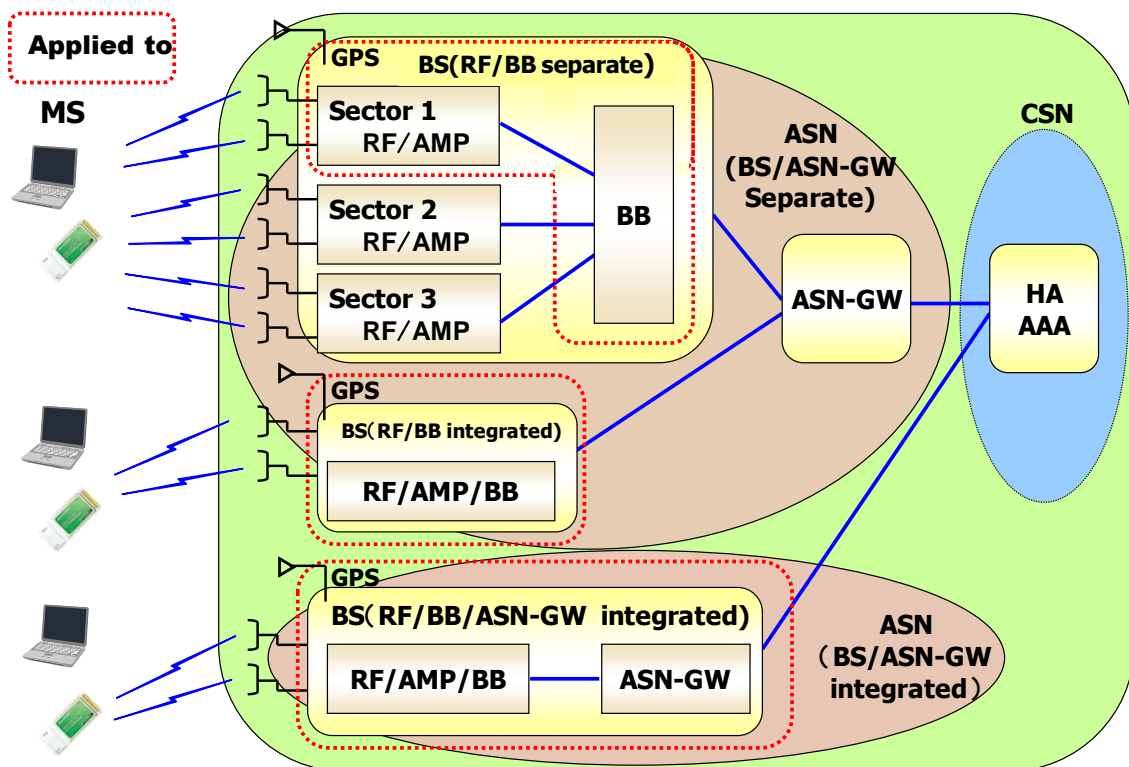 Applied to
MS
GPS
BS(RF/BB separate)
Sector 1
RF/AMP
Sector 2
RF/AMP
Sector 3
RF/AMP
BB
ASN
(BS/ASN-GW
Separate)
ASN-GW
CSN
HA
AAA
GPS
BS(RF/BB integrated)
RF/AMP/BB
GPS
BS(RF/BB/ASN-GW integrated)
RF/AMP/BB
ASN-GW
ASN
(BS/ASN-GW
integrated)